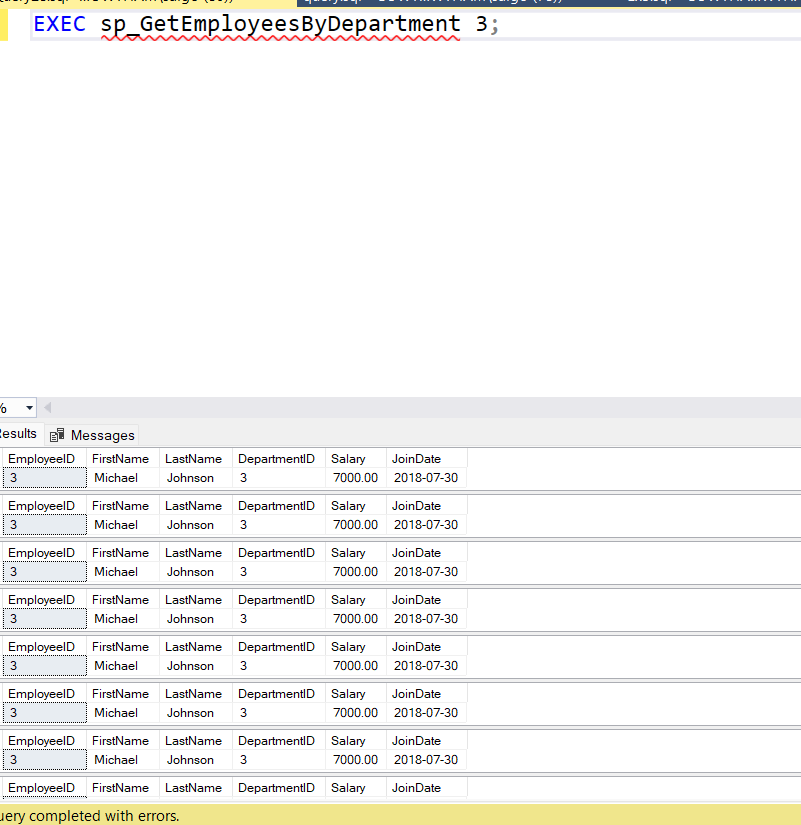 EXEC sp_GetEmployeesByDepartment 3;
%
Results Messages
EmployeeID FirstName LastName DepartmentID Salary JoinDate
3 Michael Johnson 3 7000.00 2018-07-30
EmployeeID FirstName LastName DepartmentID Salary JoinDate
3 Michael Johnson 3 7000.00 2018-07-30
EmployeeID FirstName LastName DepartmentID Salary JoinDate
3 Michael Johnson 3 7000.00 2018-07-30
EmployeeID FirstName LastName DepartmentID Salary JoinDate
3 Michael Johnson 3 7000.00 2018-07-30
EmployeeID FirstName LastName DepartmentID Salary JoinDate
3 Michael Johnson 3 7000.00 2018-07-30
EmployeeID FirstName LastName DepartmentID Salary JoinDate
3 Michael Johnson 3 7000.00 2018-07-30
EmployeeID FirstName LastName DepartmentID Salary JoinDate
3 Michael Johnson 3 7000.00 2018-07-30
EmployeeID FirstName LastName DepartmentID Salary JoinDate
uery completed with errors.